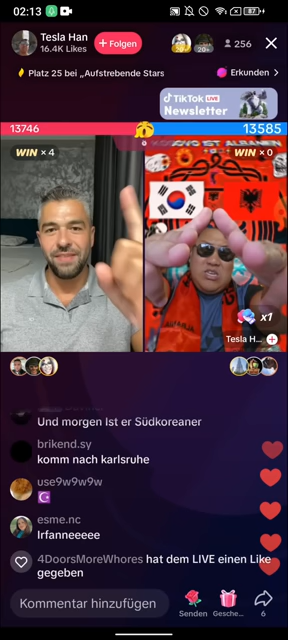 02:13
87
Tesla Han
16.4K Likes
+ Folgen
20+
256
Platz 25 bei „Aufstrebende Stars
Erkunden >
TikTok LIVE
Newsletter
13746
13585
WIN × 4
WIN × 0
x1
Tesla H...
Und morgen Ist er Südkoreaner
brikend.sy
komm nach karlsruhe
use9w9w9w
esme.nc
Irfanneeeee
4DoorsMoreWhores hat dem LIVE einen Like
gegeben
Kommentar hinzufügen
Senden
Gesche...
6